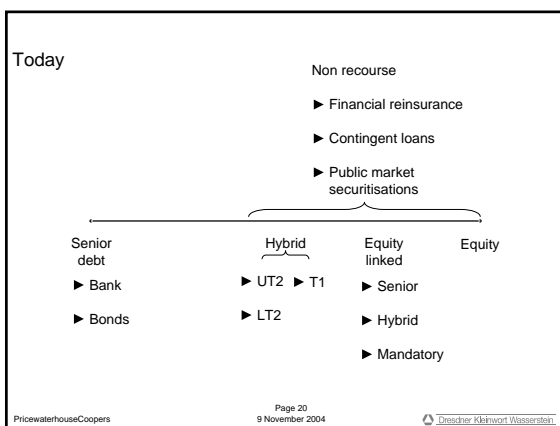 Today
Non recourse
► Financial reinsurance
► Contingent loans
► Public market
securitisations
Senior
debt
Hybrid
Equity
linked
Equity
► Bank
► Bonds
► UT2 ► T1
► LT2
► Senior
► Hybrid
► Mandatory
PricewaterhouseCoopers
Page 20
9 November 2004
Dresdner Kleinwort Wasserstein